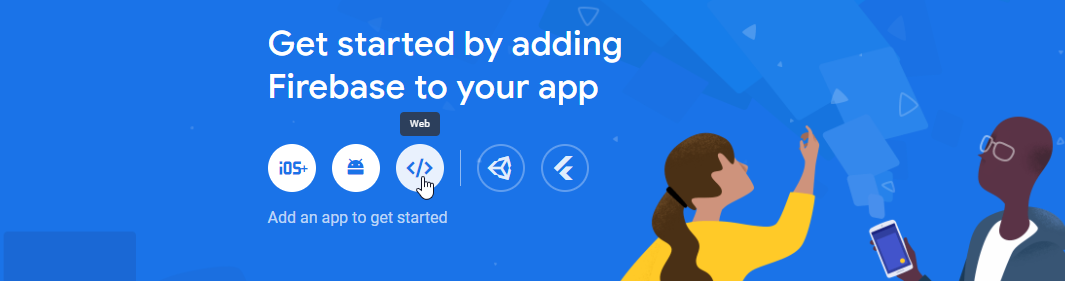 Get started by adding
Firebase to your app
Web
iOS+
</>
Add an app to get started